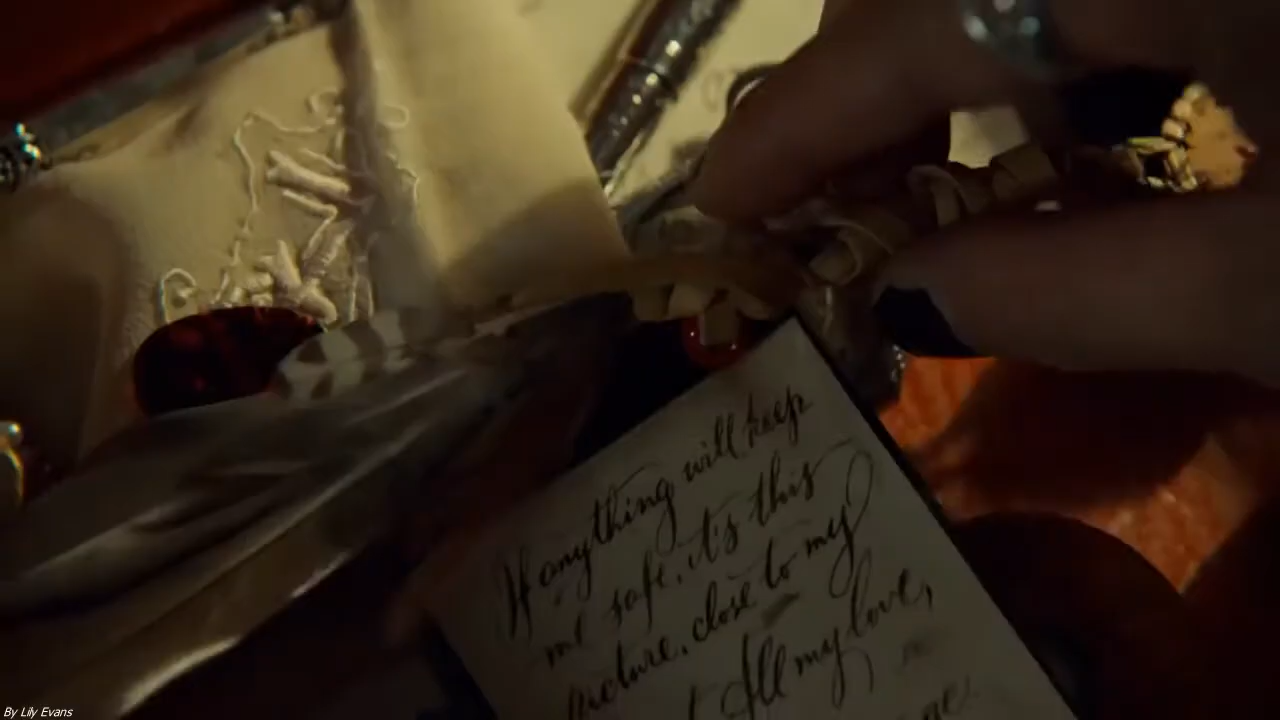 If anything will keep
me safe, it's this
picture, close to my
All my love,
By Lily Evans